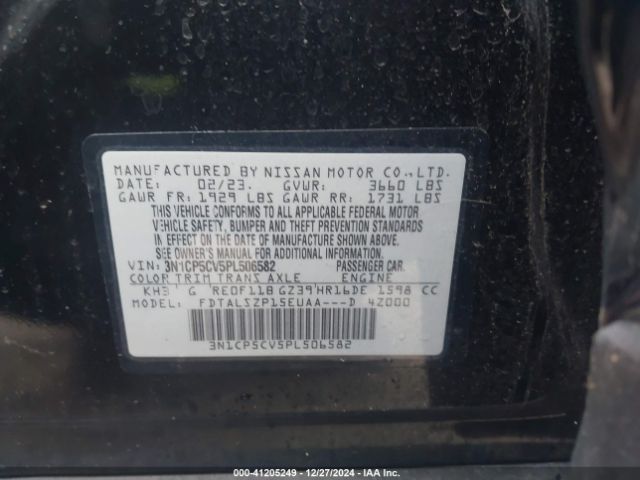 MANUFACTURED BY NISSAN MOTOR CO.,LTD.
DATE: 02/23. GVWR: 3660 LBS
GAWR FR: 1929 LBS GAWR RR: 1731 LBS
THIS VEHICLE CONFORMS TO ALL APPLICABLE FEDERAL MOTOR
VEHICLE SAFETY, BUMPER AND THEFT PREVENTION STANDARDS
IN EFFECT ON THE DATE OF MANUFACTURE SHOWN ABOVE.
SEE OWNER'S MANUAL FOR ADDITIONAL INFORMATION.
VIN: 3N1CP5CV5PL506582 PASSENGER CAR.
COLOR TRIM TRANS AXLE ENGINE
KH3 G RE0F11B GZ39 HR16DE 1598 CC
MODEL: FDTALSZP15EUAA---D 4Z000
3N1CP5CV5PL506582
000-41205249 - 12/27/2024 - IAA Inc.